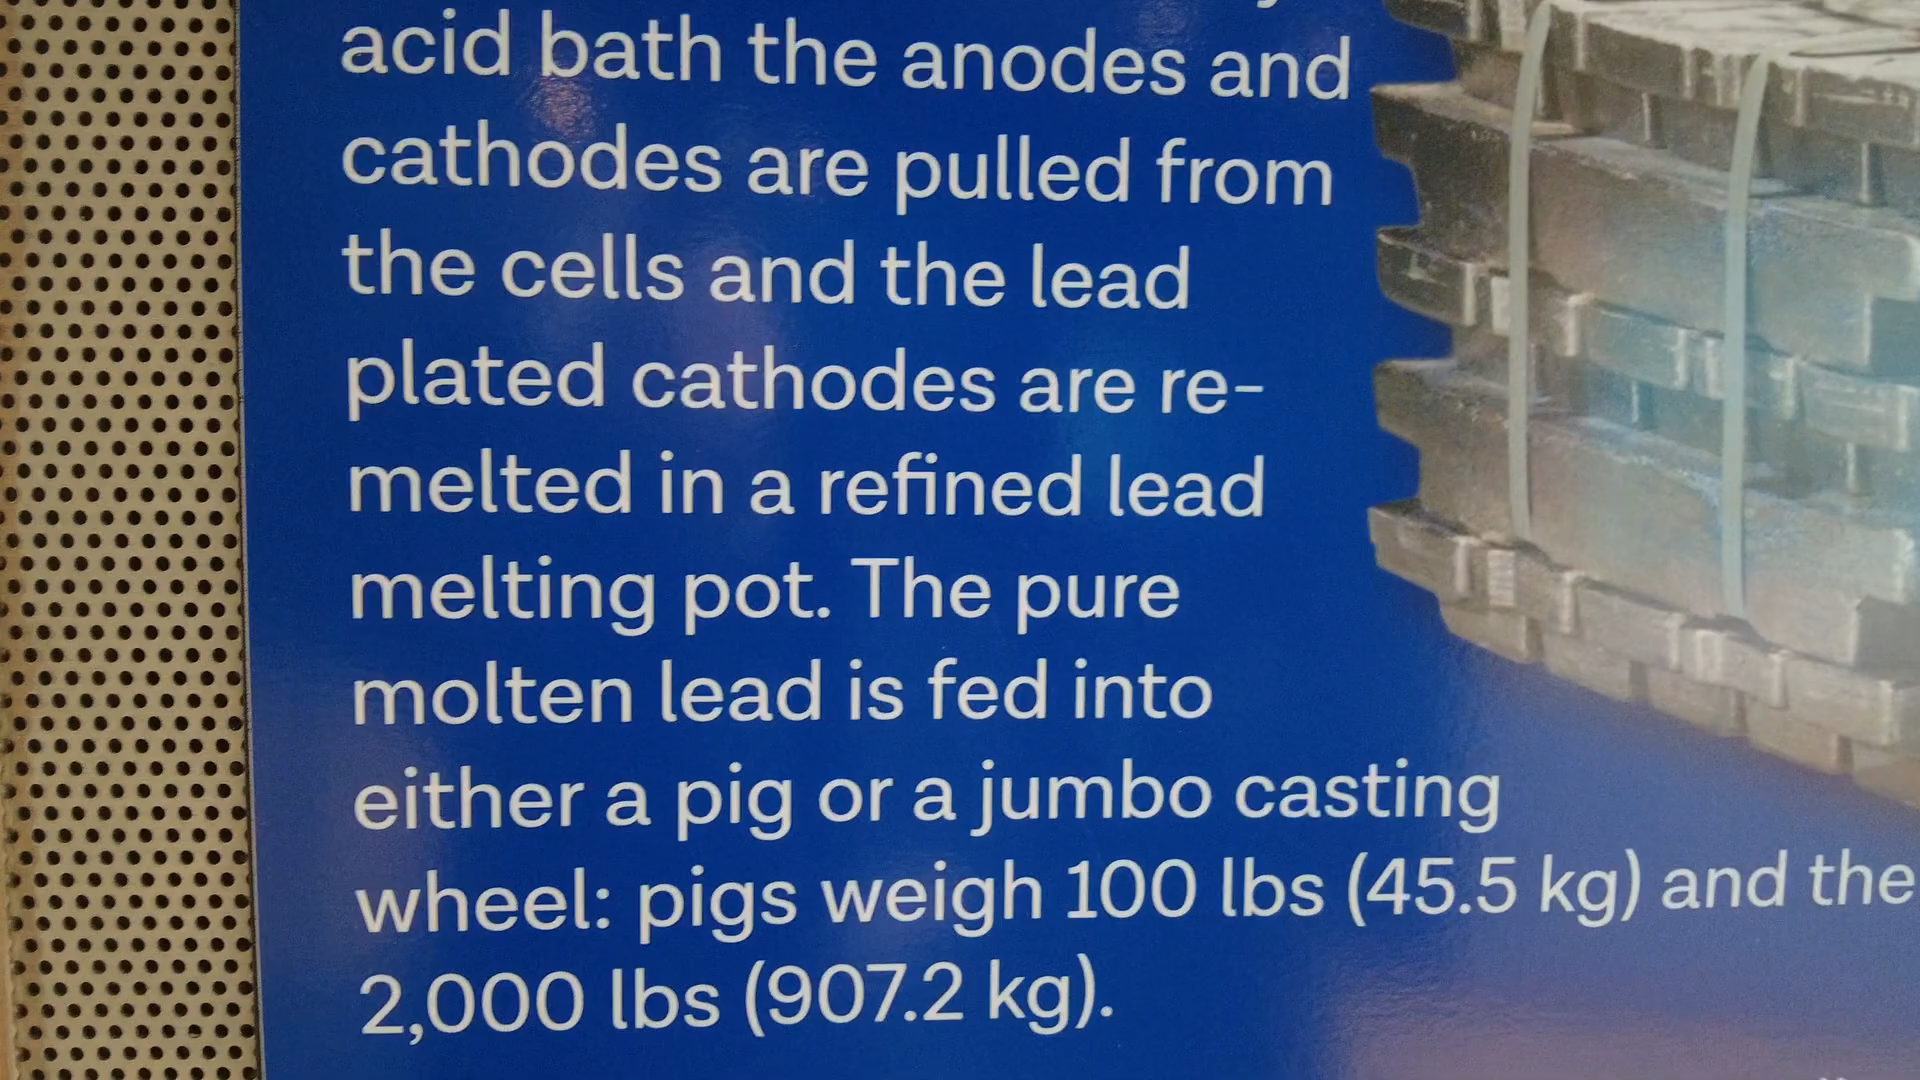 acid bath the anodes and
cathodes are pulled from
the cells and the lead
plated cathodes are re-
melted in a refined lead
melting pot. The pure
molten lead is fed into
either a pig or a jumbo casting
wheel: pigs weigh 100 lbs (45.5 kg) and the
2,000 lbs (907.2 kg).